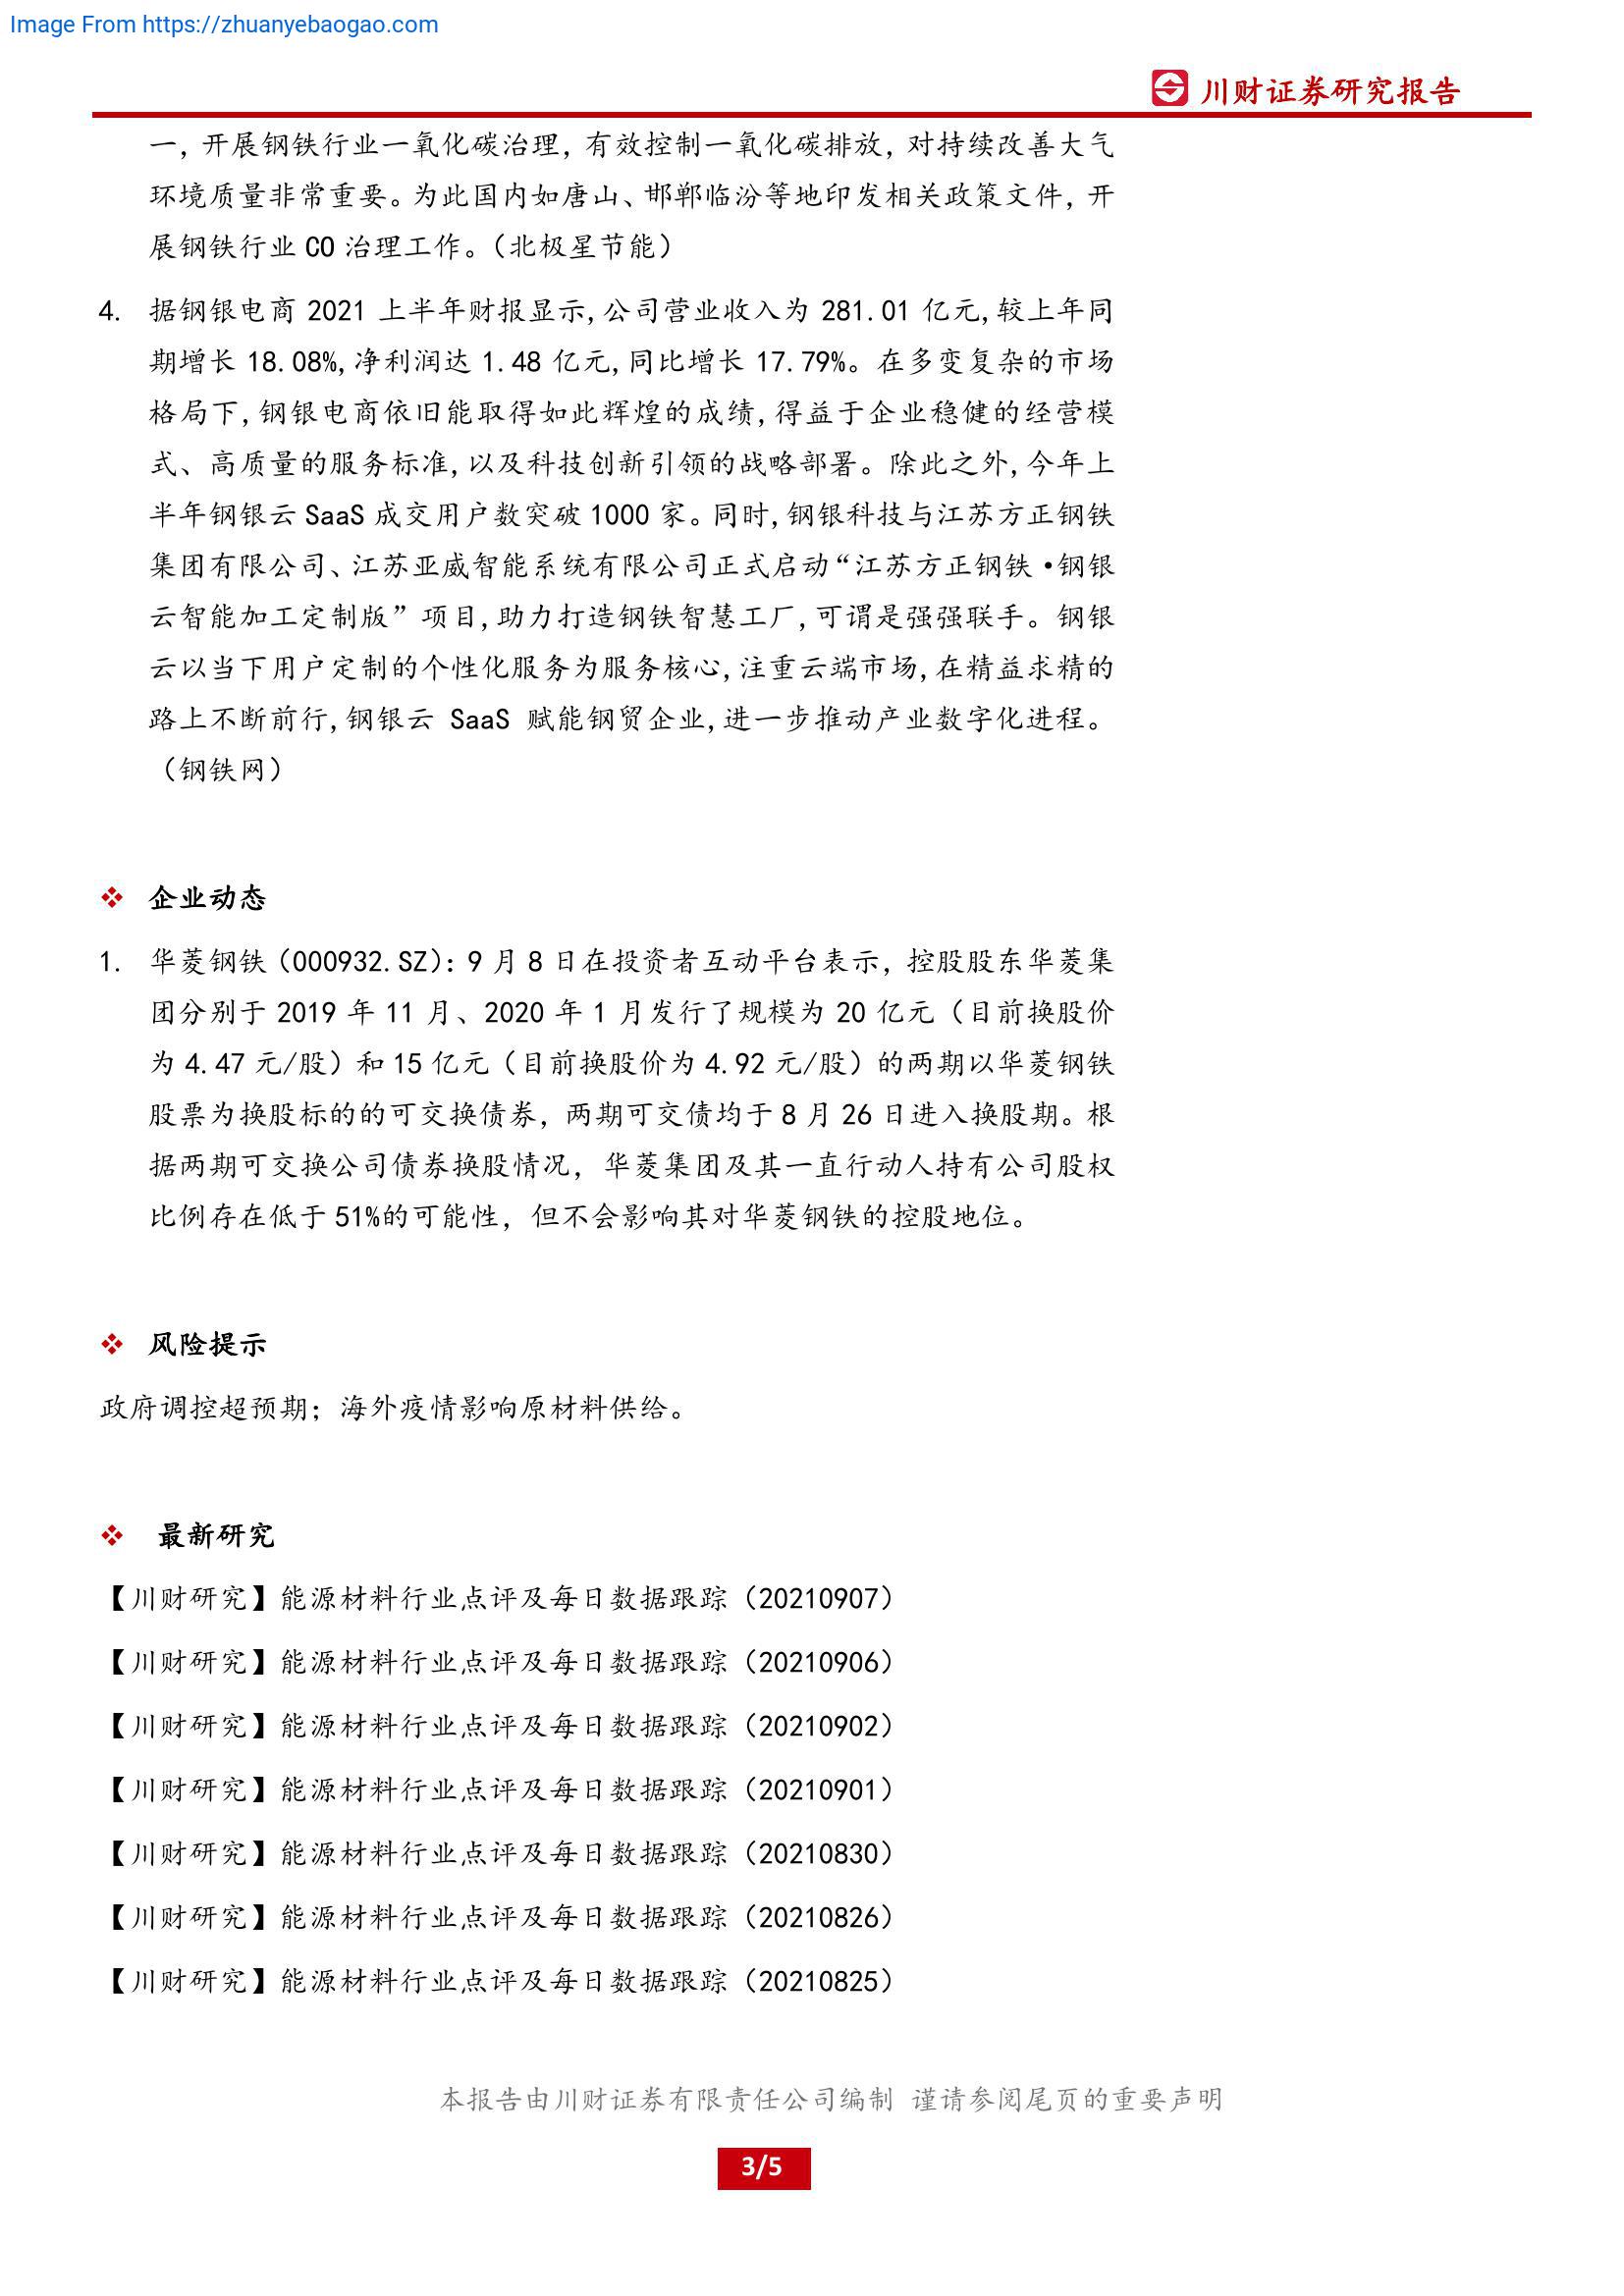 Image From https://zhuanyebaogao.com
川财证券研究报告
一，开展钢铁行业一氧化碳治理，有效控制一氧化碳排放，对持续改善大气
环境质量非常重要。为此国内如唐山、邯郸临汾等地印发相关政策文件，开
展钢铁行业 CO 治理工作。（北极星节能）
4. 据钢银电商 2021 上半年财报显示,公司营业收入为 281.01 亿元,较上年同
期增长 18.08%,净利润达 1.48 亿元,同比增长 17.79%。在多变复杂的市场
格局下,钢银电商依旧能取得如此辉煌的成绩,得益于企业稳健的经营模
式、高质量的服务标准,以及科技创新引领的战略部署。除此之外,今年上
半年钢银云 SaaS 成交用户数突破 1000 家。同时,钢银科技与江苏方正钢铁
集团有限公司、江苏亚威智能系统有限公司正式启动“江苏方正钢铁·钢银
云智能加工定制版”项目,助力打造钢铁智慧工厂,可谓是强强联手。钢银
云以当下用户定制的个性化服务为服务核心,注重云端市场,在精益求精的
路上不断前行,钢银云 SaaS 赋能钢贸企业,进一步推动产业数字化进程。
（钢铁网）
❖ 企业动态
1. 华菱钢铁（000932.SZ）：9 月 8 日在投资者互动平台表示，控股股东华菱集
团分别于 2019 年 11 月、2020 年 1 月发行了规模为 20 亿元（目前换股价
为 4.47 元/股）和 15 亿元（目前换股价为 4.92 元/股）的两期以华菱钢铁
股票为换股标的的可交换债券，两期可交债均于 8 月 26 日进入换股期。根
据两期可交换公司债券换股情况，华菱集团及其一直行动人持有公司股权
比例存在低于 51%的可能性，但不会影响其对华菱钢铁的控股地位。
❖ 风险提示
政府调控超预期；海外疫情影响原材料供给。
❖ 最新研究
【川财研究】能源材料行业点评及每日数据跟踪（20210907）
【川财研究】能源材料行业点评及每日数据跟踪（20210906）
【川财研究】能源材料行业点评及每日数据跟踪（20210902）
【川财研究】能源材料行业点评及每日数据跟踪（20210901）
【川财研究】能源材料行业点评及每日数据跟踪（20210830）
【川财研究】能源材料行业点评及每日数据跟踪（20210826）
【川财研究】能源材料行业点评及每日数据跟踪（20210825）
本报告由川财证券有限责任公司编制 谨请参阅尾页的重要声明
3/5